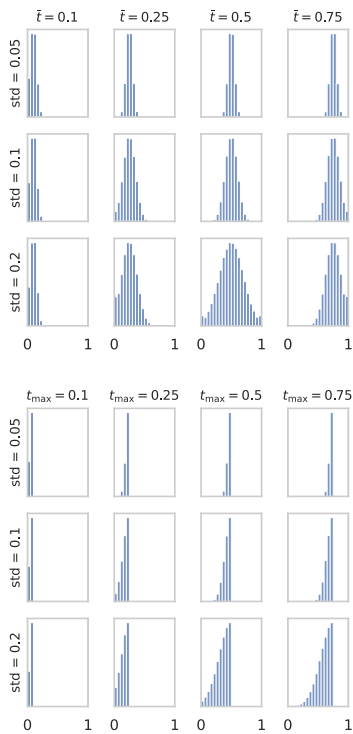 t̄ = 0.1 t̄ = 0.25 t̄ = 0.5 t̄ = 0.75
std = 0.05
std = 0.1
std = 0.2
0 1 0 1 0 1 0 1
t_max = 0.1 t_max = 0.25 t_max = 0.5 t_max = 0.75
std = 0.05
std = 0.1
std = 0.2
0 1 0 1 0 1 0 1